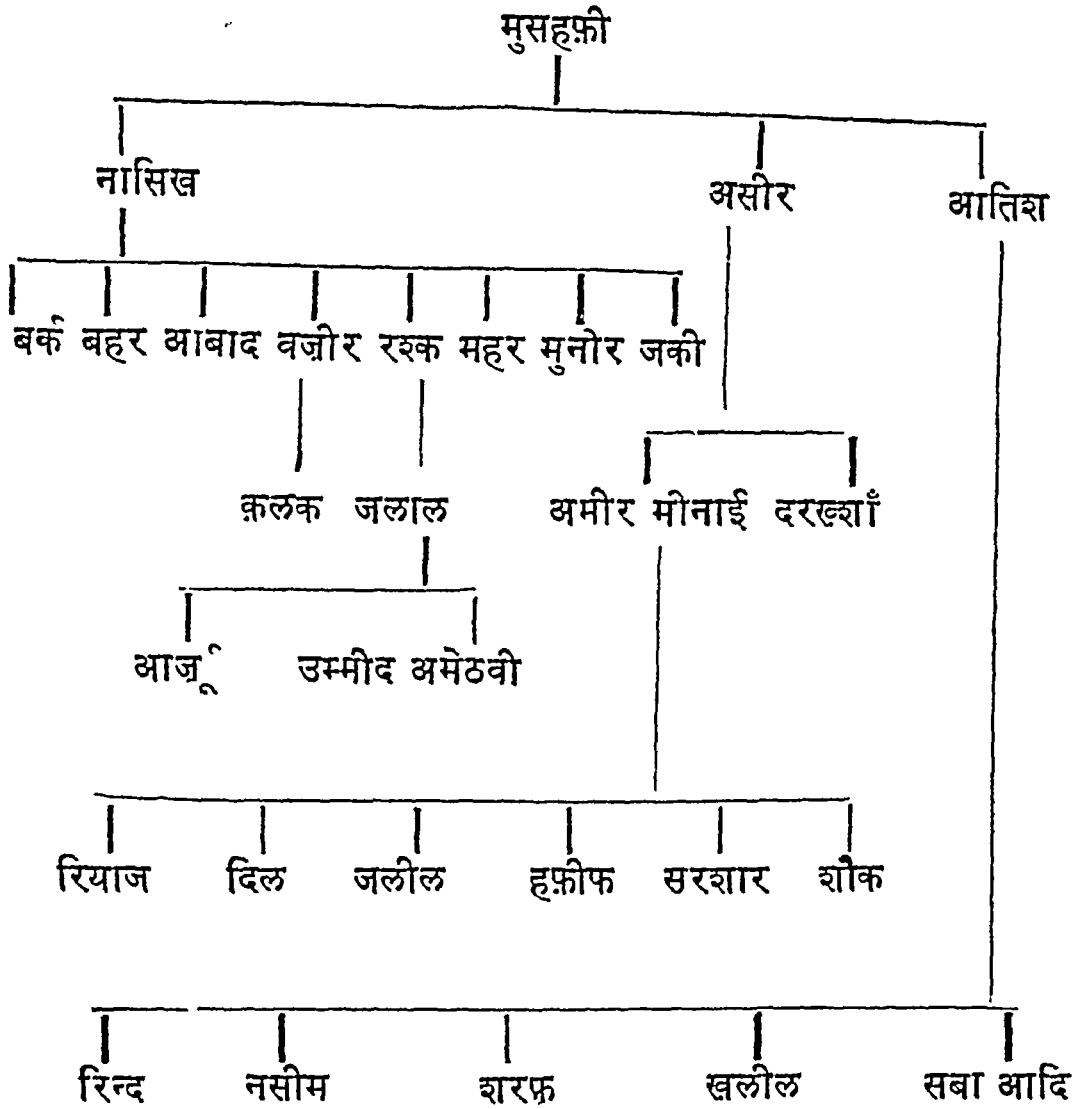 मुसहफ़ी
नासिख असीर आतिश
बर्क बहर आबाद वज़ीर रश्क महर मुनीर जकी
क़लक जलाल अमीर मीनाई दरख़्शाँ
आर्ज़ू उम्मीद अमेठवी
रियाज दिल जलील हफ़ीफ सरशार शौक
रिन्द नसीम शरफ़ ख़लील सबा आदि